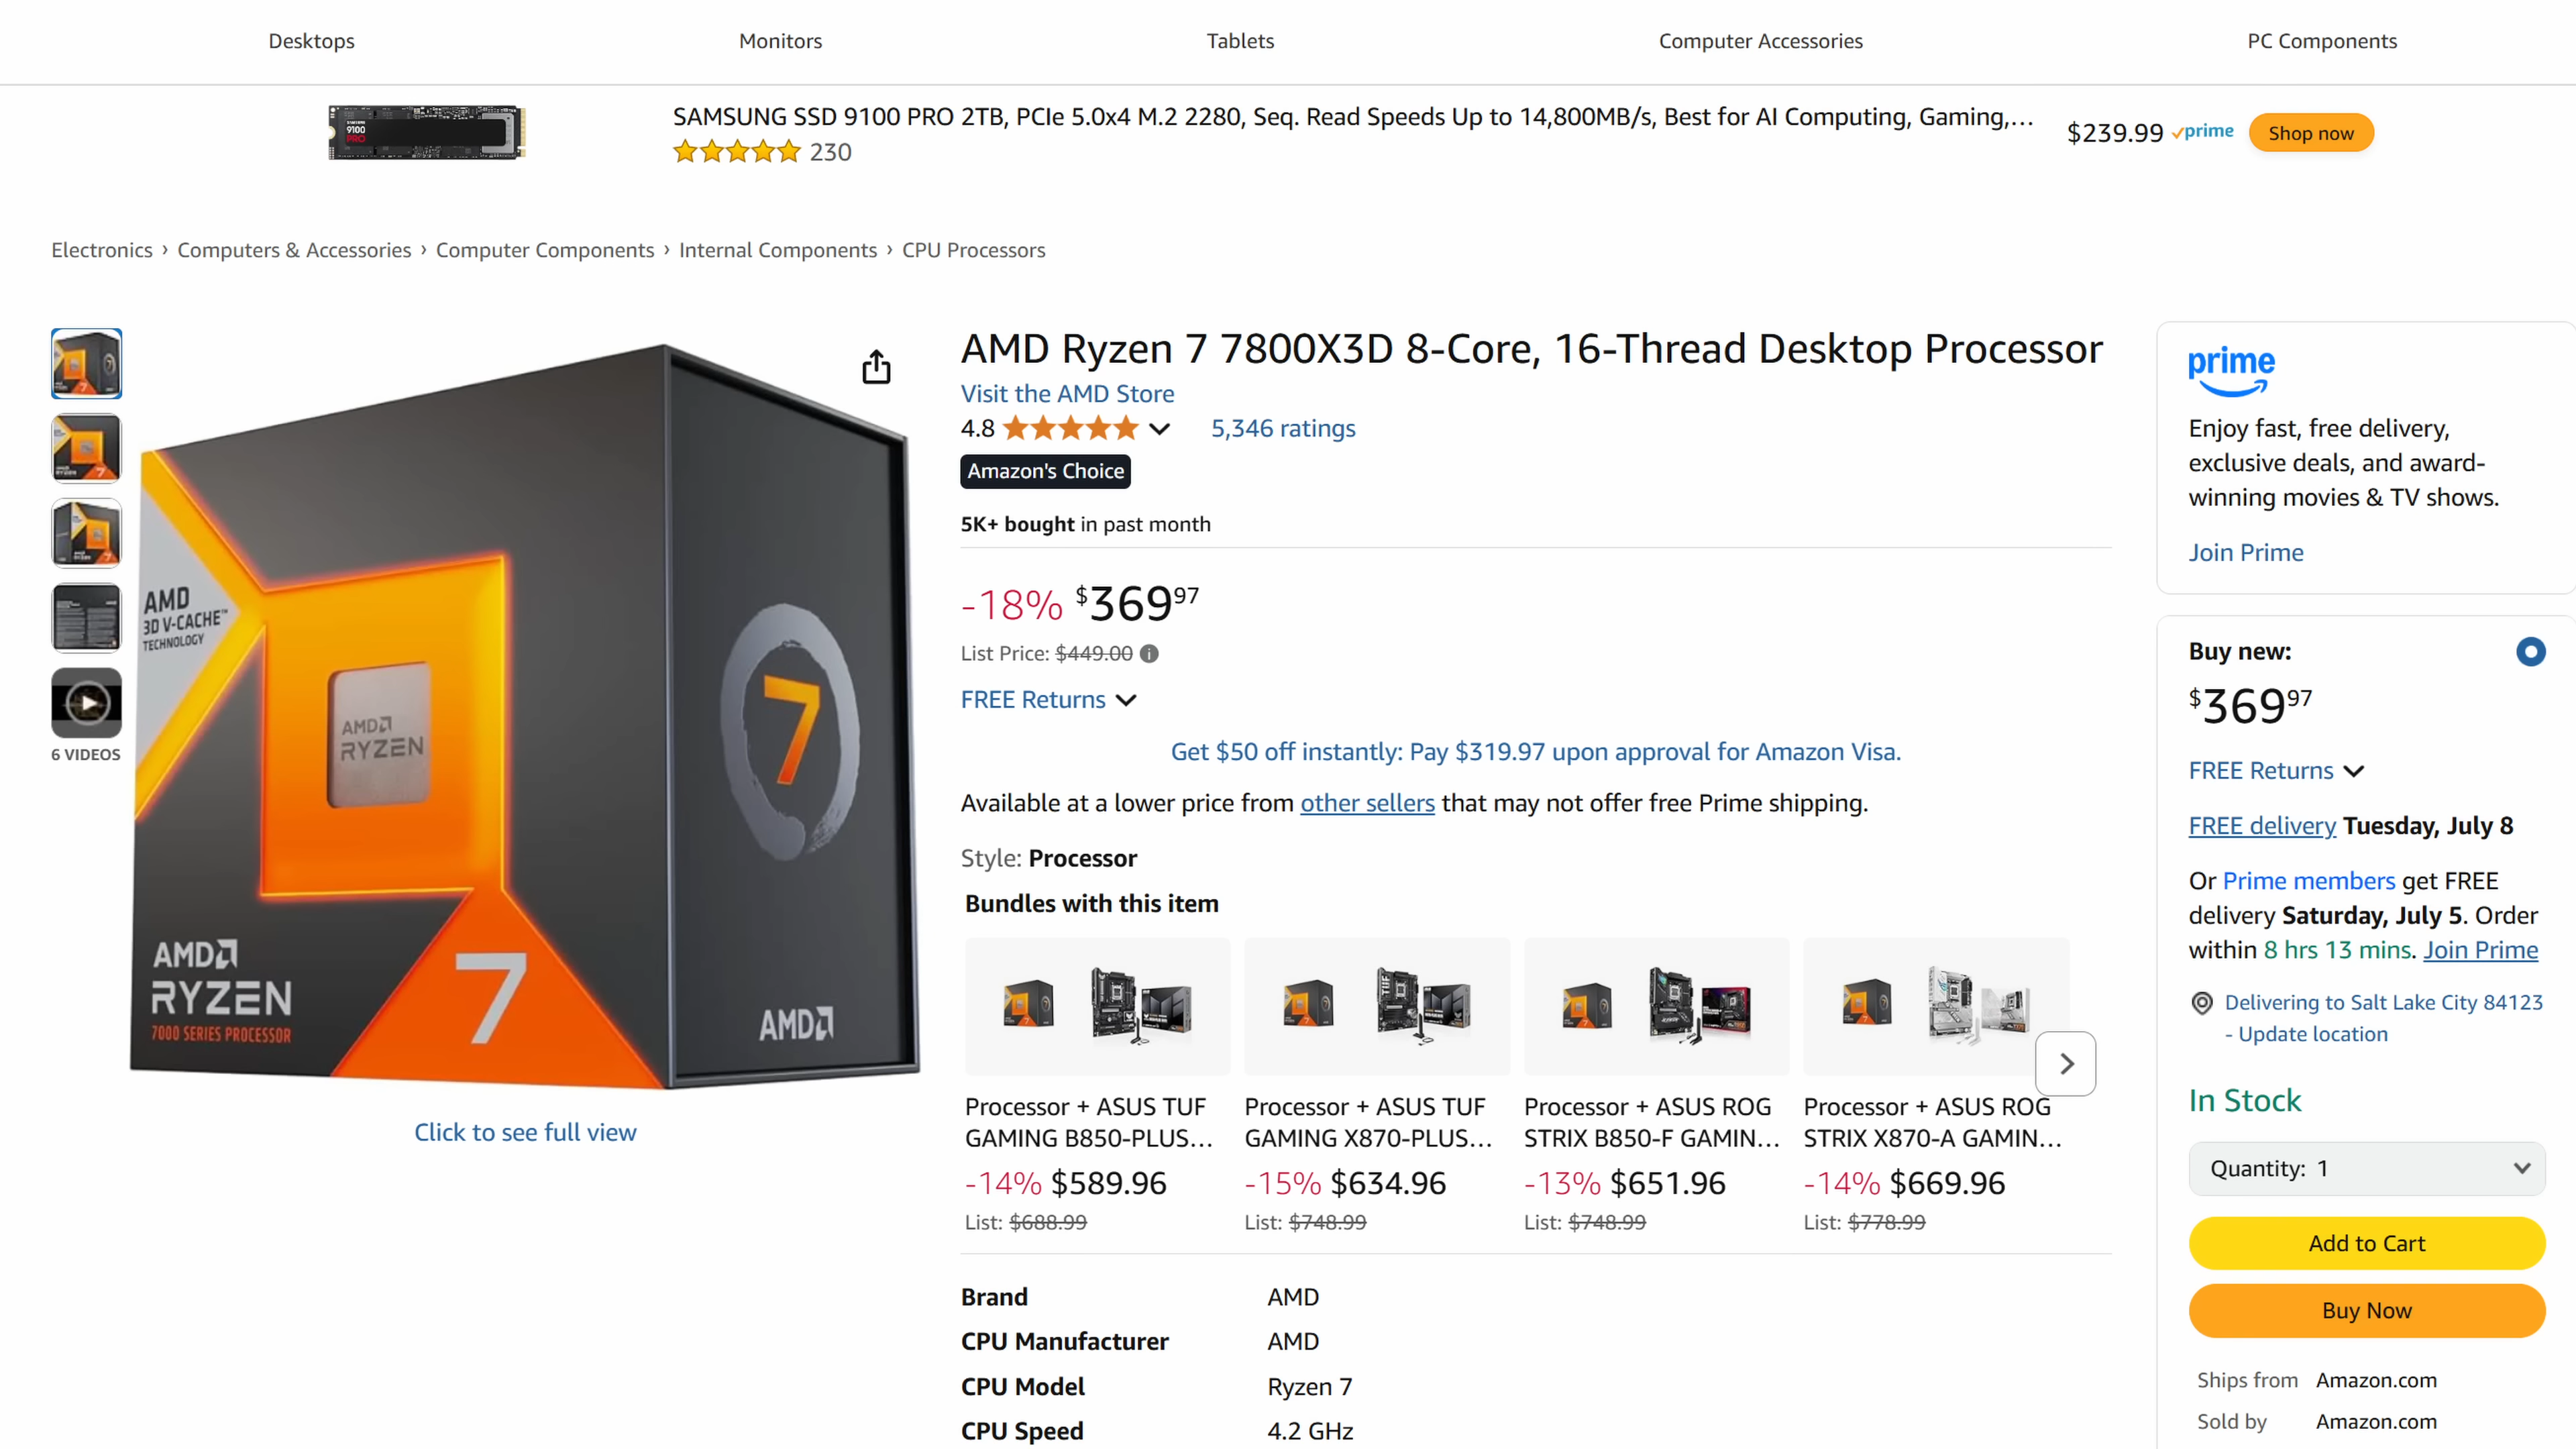 Desktops
Monitors
Tablets
Computer Accessories
PC Components
9100
PRO
SAMSUNG SSD 9100 PRO 2TB, PCIe 5.0x4 M.2 2280, Seq. Read Speeds Up to 14,800MB/s, Best for AI Computing, Gaming,...
230
$239.99 prime
Shop now
Electronics › Computers & Accessories › Computer Components › Internal Components › CPU Processors
6 VIDEOS
AMD
3D V-CACHE™
TECHNOLOGY
AMD
RYZEN
7
AMD
RYZEN
7000 SERIES PROCESSOR
7
AMD
Click to see full view
AMD Ryzen 7 7800X3D 8-Core, 16-Thread Desktop Processor
Visit the AMD Store
4.8
5,346 ratings
Amazon's Choice
5K+ bought in past month
-18% $369 97
List Price: $449.00
FREE Returns
Get $50 off instantly: Pay $319.97 upon approval for Amazon Visa.
Available at a lower price from other sellers that may not offer free Prime shipping.
Style: Processor
Bundles with this item
Processor + ASUS TUF
GAMING B850-PLUS...
-14% $589.96
List: $688.99
Processor + ASUS TUF
GAMING X870-PLUS...
-15% $634.96
List: $748.99
Processor + ASUS ROG
STRIX B850-F GAMIN...
-13% $651.96
List: $748.99
Processor + ASUS ROG
STRIX X870-A GAMIN...
-14% $669.96
List: $778.99
Brand AMD
CPU Manufacturer AMD
CPU Model Ryzen 7
CPU Speed 4.2 GHz
prime
Enjoy fast, free delivery,
exclusive deals, and award-
winning movies & TV shows.
Join Prime
Buy new:
$369 97
FREE Returns
FREE delivery Tuesday, July 8
Or Prime members get FREE
delivery Saturday, July 5. Order
within 8 hrs 13 mins. Join Prime
Delivering to Salt Lake City 84123
- Update location
In Stock
Quantity: 1
Add to Cart
Buy Now
Ships from Amazon.com
Sold by Amazon.com